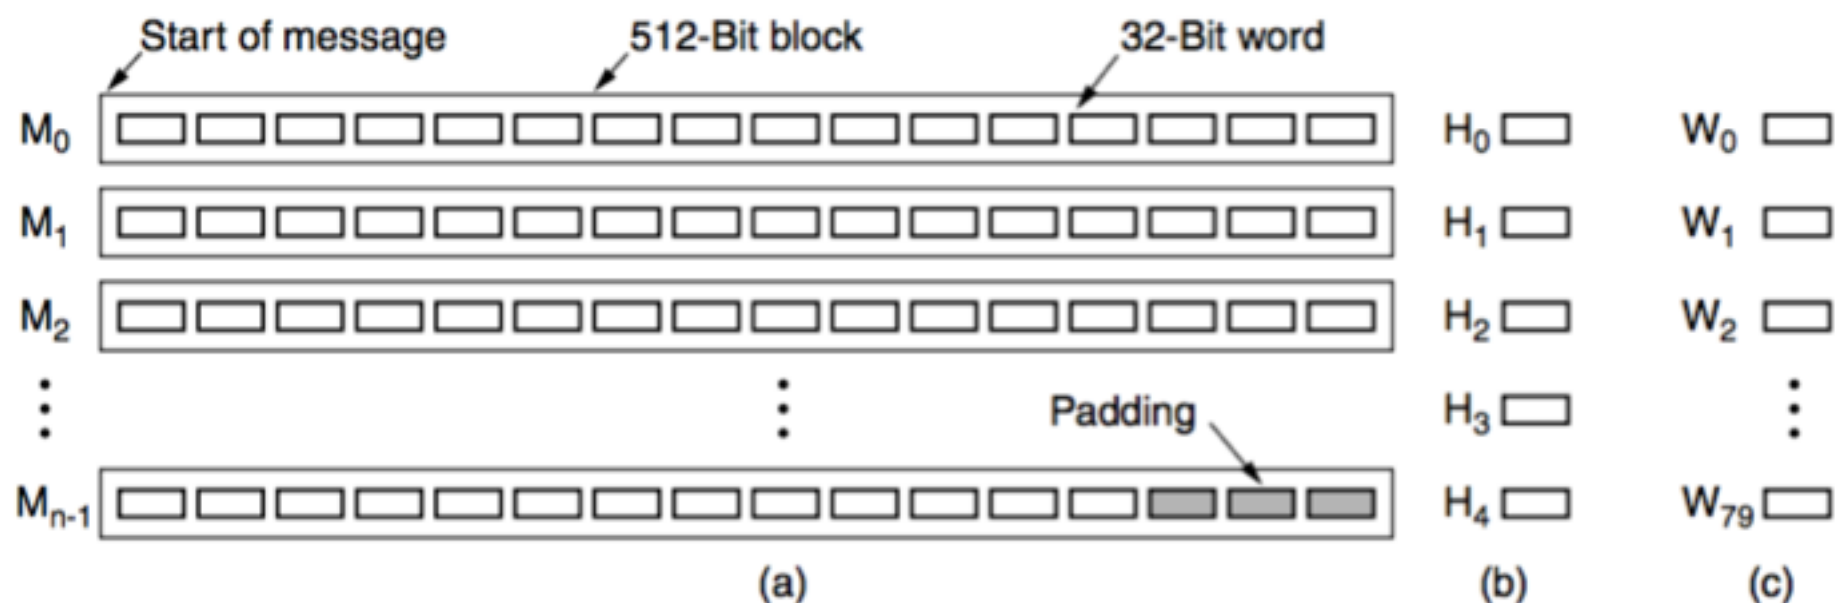 Start of message 512-Bit block 32-Bit word
M0 H0 W0
M1 H1 W1
M2 H2 W2
Padding H3
Mn-1 H4 W79
(a) (b) (c)